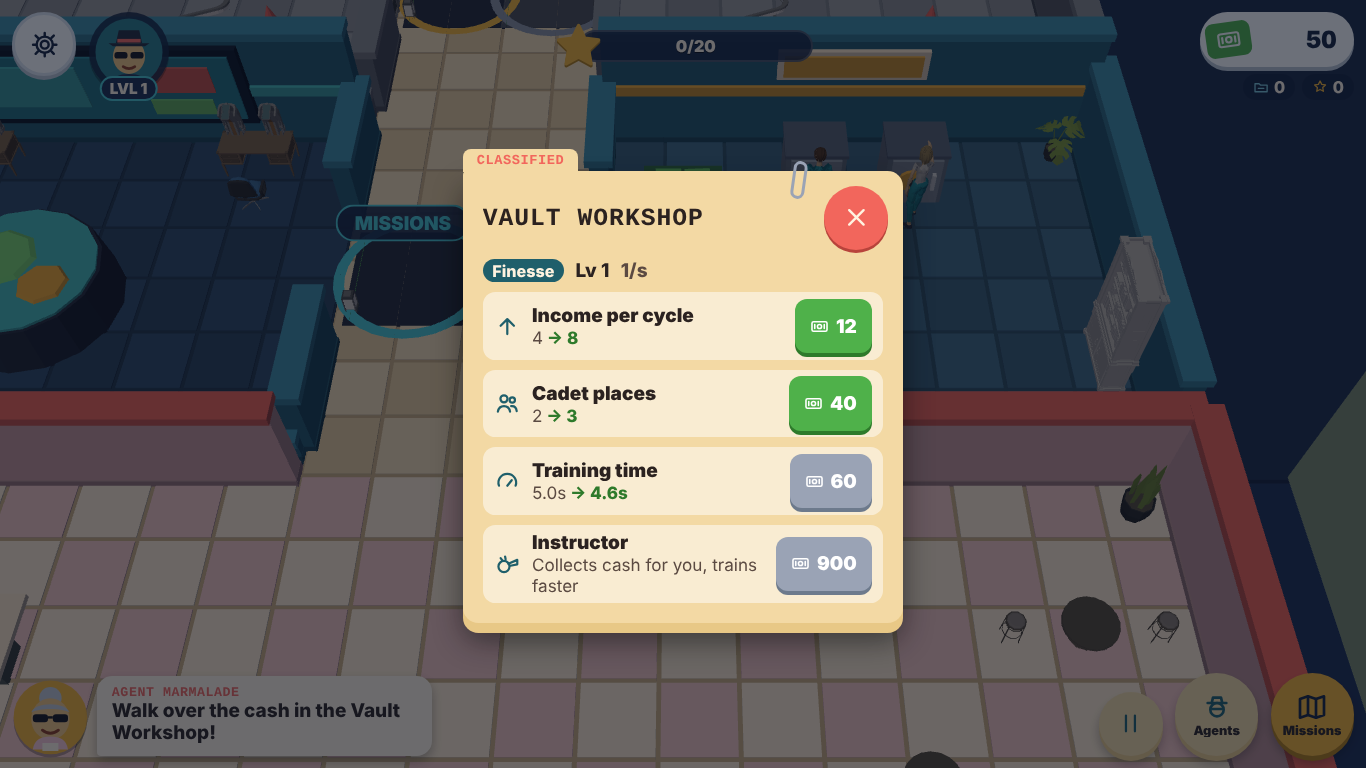 LVL 1
0/20
50
0
0
MISSIONS
CLASSIFIED
VAULT WORKSHOP
Finesse Lv 1 1/s
Income per cycle
4 → 8
12
Cadet places
2 → 3
40
Training time
5.0s → 4.6s
60
Instructor
Collects cash for you, trains
faster
900
AGENT MARMALADE
Walk over the cash in the Vault
Workshop!
Agents
Missions